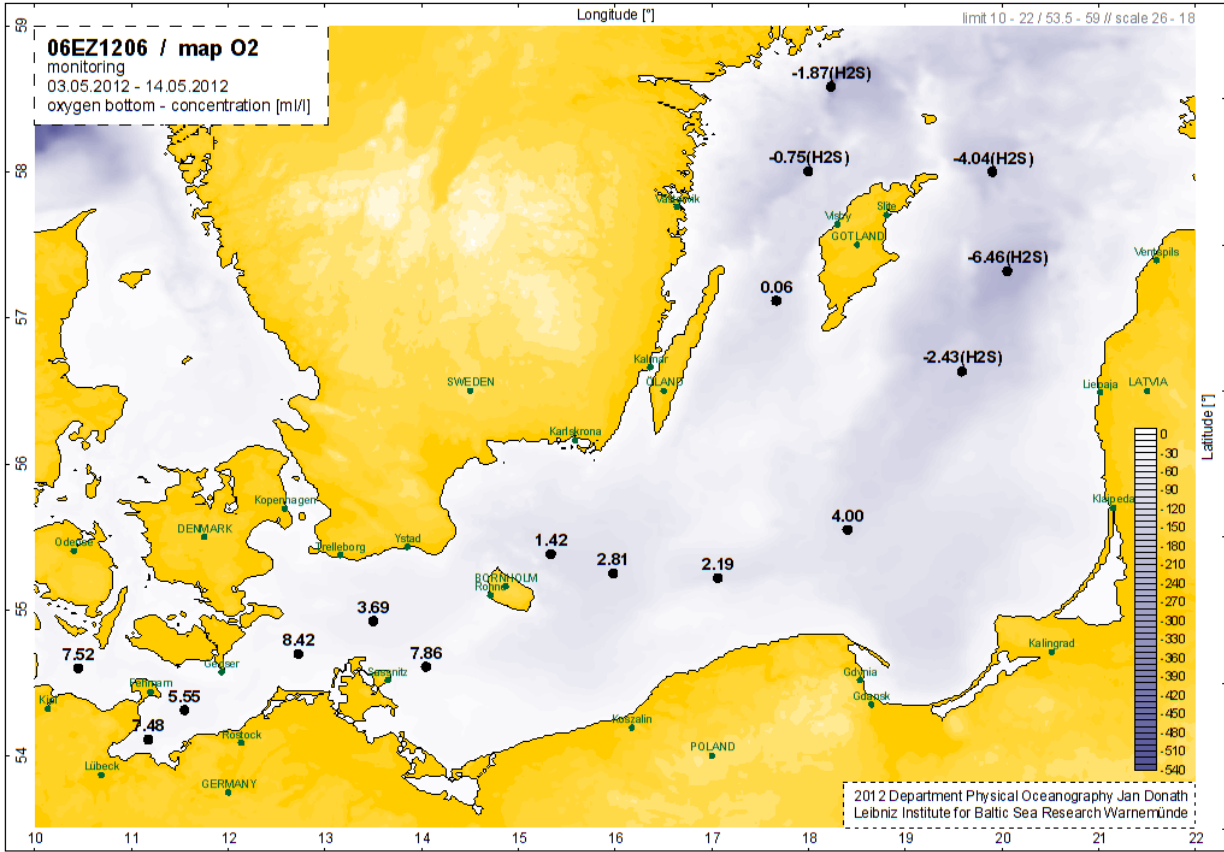 Longitude [°]
limit 10 - 22 / 53.5 - 59 // scale 26 - 18
06EZ1206 / map O2
monitoring
03.05.2012 - 14.05.2012
oxygen bottom - concentration [ml/l]
59
-1.87(H2S)
58
-0.75(H2S)
-4.04(H2S)
Västervik
Visby
Slite
GOTLAND
-6.46(H2S)
Ventspils
0.06
57
-2.43(H2S)
Kalmar
SWEDEN
ÖLAND
Liepaja
LATVIA
Latitude [°]
Karlskrona
56
Kopenhagen
Klaipeda
DENMARK
4.00
Odense
Trelleborg
Ystad
1.42
2.81
2.19
BORNHOLM
Rønne
55
3.69
8.42
7.86
Kalingrad
7.52
Gedser
Sassnitz
Gdynia
Fehmarn
Kiel
5.55
Gdansk
7.48
Rostock
Koszalin
54
POLAND
Lübeck
GERMANY
0
-30
-60
-90
-120
-150
-180
-210
-240
-270
-300
-330
-360
-390
-420
-450
-480
-510
-540
2012 Department Physical Oceanography Jan Donath
Leibniz Institute for Baltic Sea Research Warnemünde
10 11 12 13 14 15 16 17 18 19 20 21 22